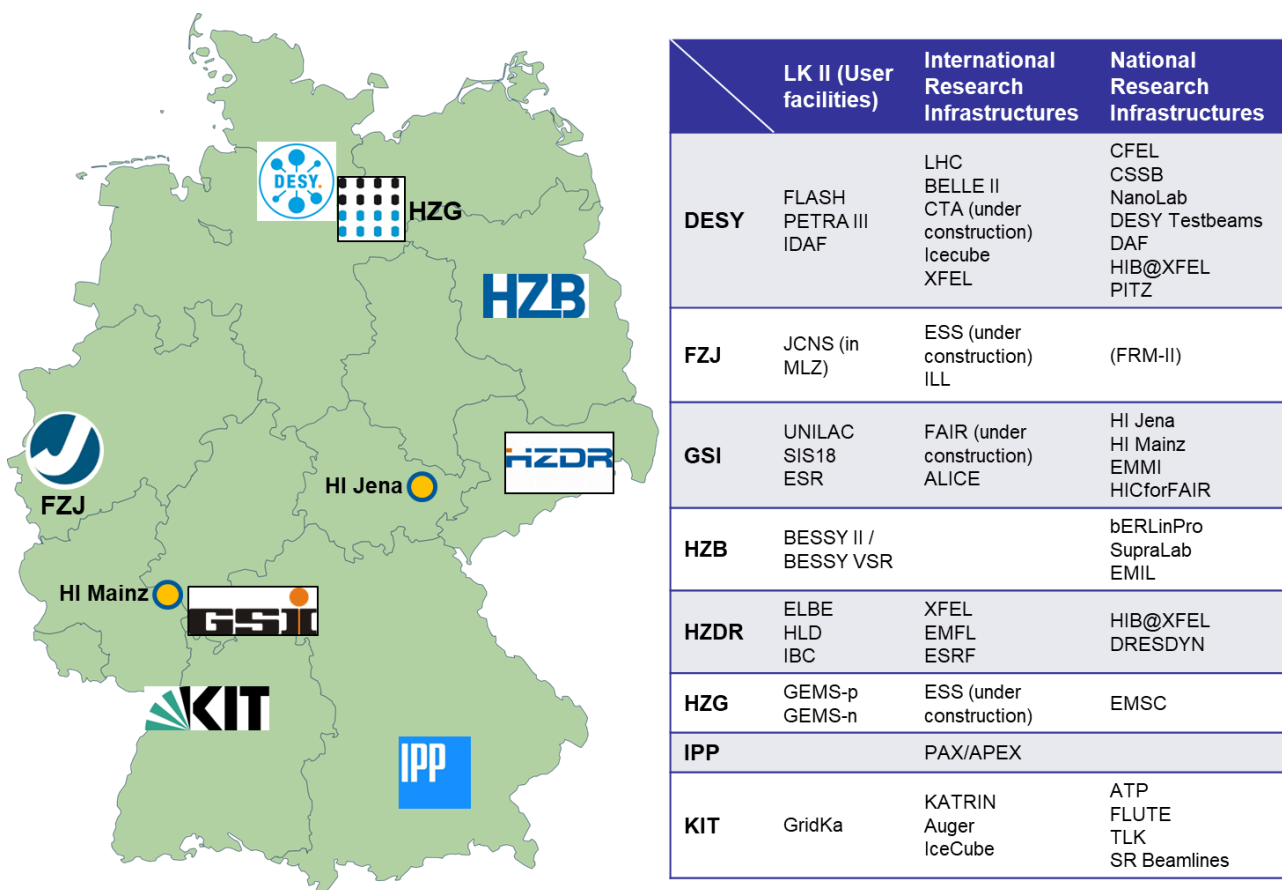 DESY.
HZG
HZB
HZDR
FZJ
HI Jena
HI Mainz
GSI
KIT
IPP
LK II (User
facilities)
International
Research
Infrastructures
National
Research
Infrastructures
DESY
FLASH
PETRA III
IDAF
LHC
BELLE II
CTA (under
construction)
Icecube
XFEL
CFEL
CSSB
NanoLab
DESY Testbeams
DAF
HIB@XFEL
PITZ
FZJ
JCNS (in
MLZ)
ESS (under
construction)
ILL
(FRM-II)
GSI
UNILAC
SIS18
ESR
FAIR (under
construction)
ALICE
HI Jena
HI Mainz
EMMI
HICforFAIR
HZB
BESSY II /
BESSY VSR
bERLinPro
SupraLab
EMIL
HZDR
ELBE
HLD
IBC
XFEL
EMFL
ESRF
HIB@XFEL
DRESDYN
HZG
GEMS-p
GEMS-n
ESS (under
construction)
EMSC
IPP
PAX/APEX
KIT
GridKa
KATRIN
Auger
IceCube
ATP
FLUTE
TLK
SR Beamlines